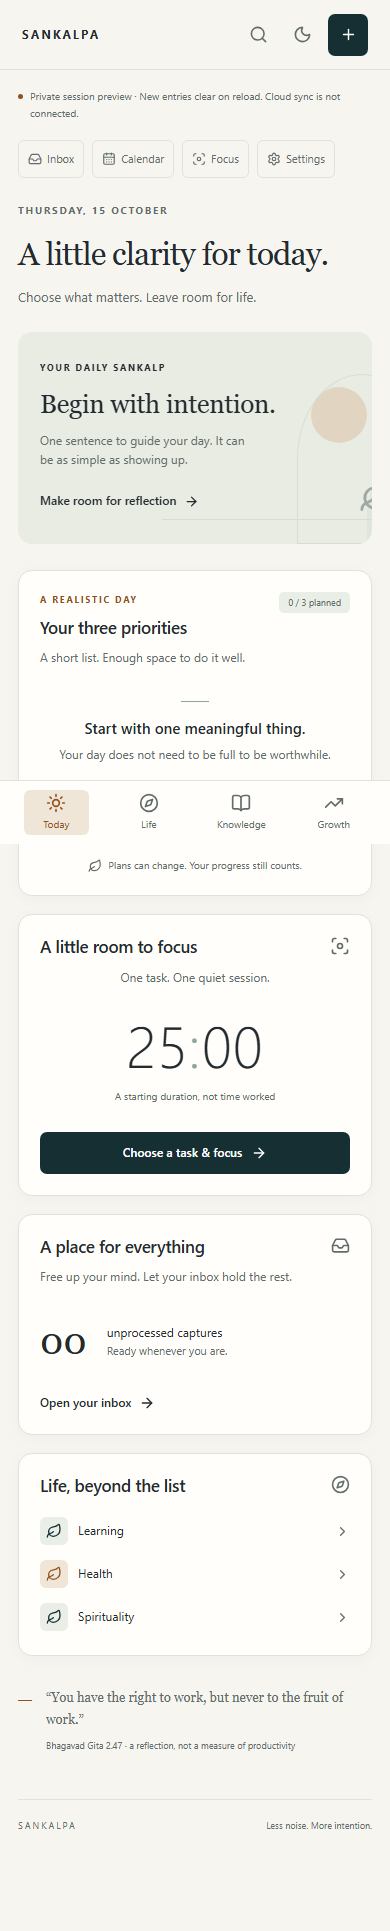 SANKALPA
Private session preview · New entries clear on reload. Cloud sync is not
connected.
Inbox
Calendar
Focus
Settings
THURSDAY, 15 OCTOBER
A little clarity for today.
Choose what matters. Leave room for life.
YOUR DAILY SANKALP
Begin with intention.
One sentence to guide your day. It can
be as simple as showing up.
Make room for reflection
A REALISTIC DAY
0 / 3 planned
Your three priorities
A short list. Enough space to do it well.
Start with one meaningful thing.
Your day does not need to be full to be worthwhile.
Today
Life
Knowledge
Growth
Plans can change. Your progress still counts.
A little room to focus
One task. One quiet session.
25:00
A starting duration, not time worked
Choose a task & focus
A place for everything
Free up your mind. Let your inbox hold the rest.
00
unprocessed captures
Ready whenever you are.
Open your inbox
Life, beyond the list
Learning
Health
Spirituality
“You have the right to work, but never to the fruit of
work.”
Bhagavad Gita 2.47 · a reflection, not a measure of productivity
SANKALPA
Less noise. More intention.